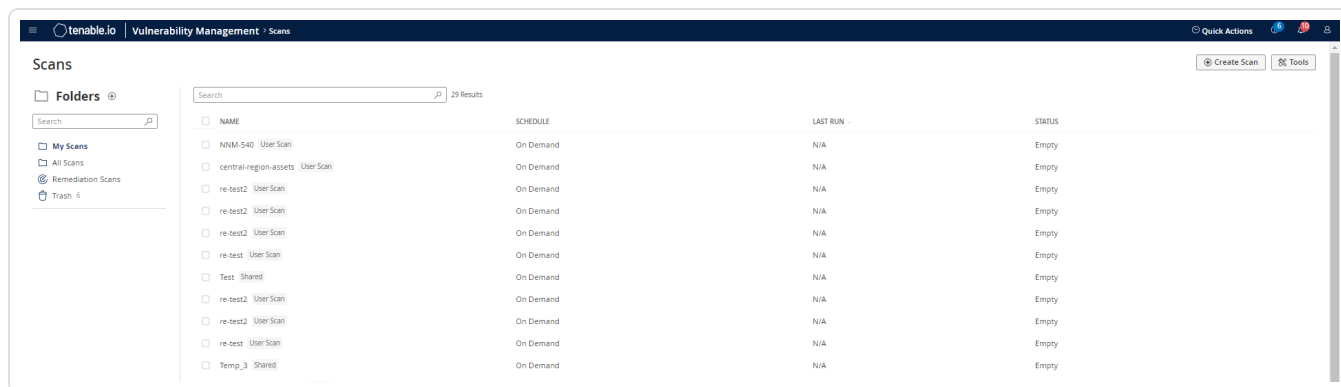 tenable.io Vulnerability Management > Scans Quick Actions 6 10
Scans Create Scan Tools
Folders
Search
My Scans
All Scans
Remediation Scans
Trash 6
Search 29 Results
NAME SCHEDULE LAST RUN STATUS
NNM-540 User Scan On Demand N/A Empty
central-region-assets User Scan On Demand N/A Empty
re-test2 User Scan On Demand N/A Empty
re-test2 User Scan On Demand N/A Empty
re-test2 User Scan On Demand N/A Empty
re-test User Scan On Demand N/A Empty
Test Shared On Demand N/A Empty
re-test2 User Scan On Demand N/A Empty
re-test2 User Scan On Demand N/A Empty
re-test User Scan On Demand N/A Empty
Temp_3 Shared On Demand N/A Empty